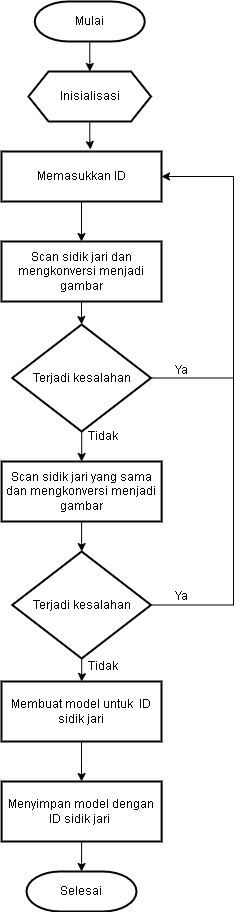 Mulai
Inisialisasi
Memasukkan ID
Scan sidik jari dan
mengkonversi menjadi
gambar
Terjadi kesalahan
Ya
Tidak
Scan sidik jari yang sama
dan mengkonversi menjadi
gambar
Terjadi kesalahan
Ya
Tidak
Membuat model untuk ID
sidik jari
Menyimpan model dengan
ID sidik jari
Selesai